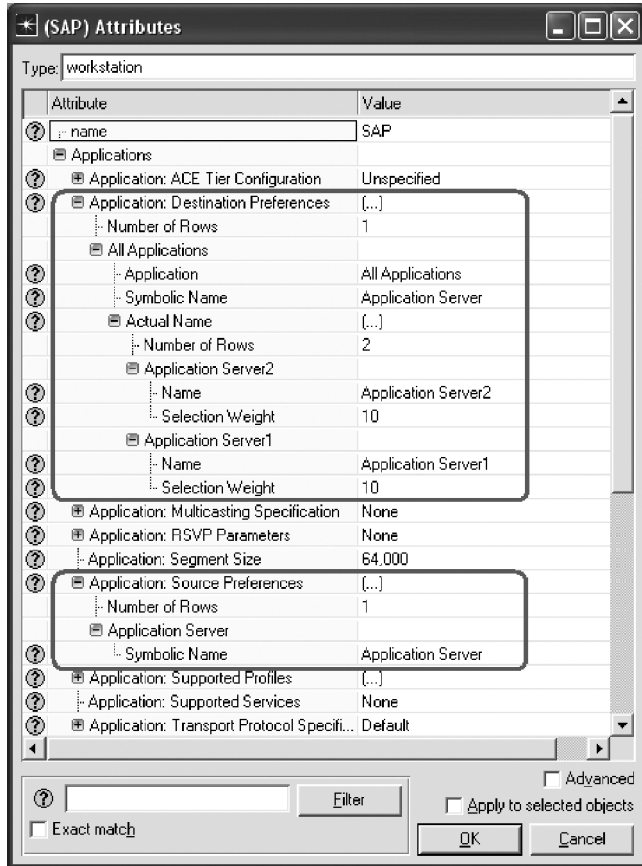 (SAP) Attributes
Type: workstation
Attribute Value
name SAP
Applications
Application: ACE Tier Configuration Unspecified
Application: Destination Preferences (...)
Number of Rows 1
All Applications
Application All Applications
Symbolic Name Application Server
Actual Name (...)
Number of Rows 2
Application Server2
Name Application Server2
Selection Weight 10
Application Server1
Name Application Server1
Selection Weight 10
Application: Multicasting Specification None
Application: RSVP Parameters None
Application: Segment Size 64,000
Application: Source Preferences (...)
Number of Rows 1
Application Server
Symbolic Name Application Server
Application: Supported Profiles (...)
Application: Supported Services None
Application: Transport Protocol Specifi... Default
Advanced
Filter
Apply to selected objects
Exact match
OK Cancel